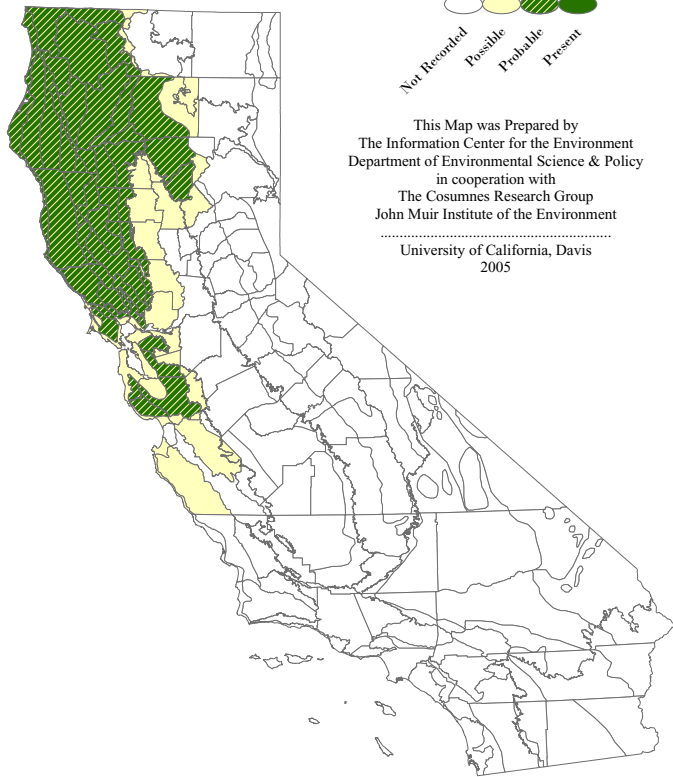 Not Recorded
Possible
Probable
Present
This Map was Prepared by
The Information Center for the Environment
Department of Environmental Science & Policy
in cooperation with
The Cosumnes Research Group
John Muir Institute of the Environment
................................................................
University of California, Davis
2005